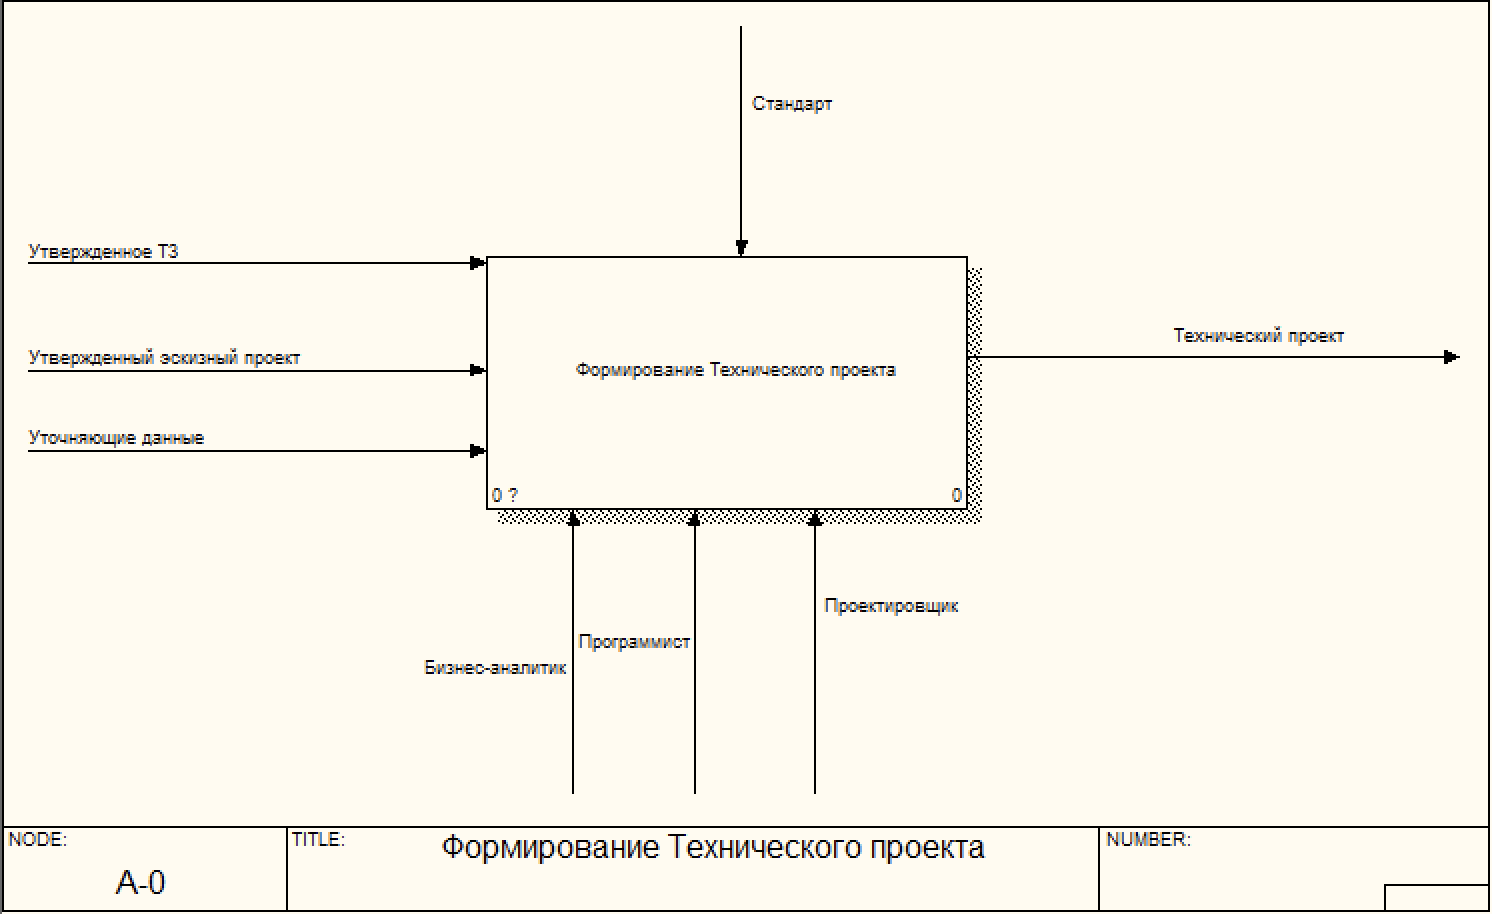 Стандарт
Утвержденное ТЗ
Технический проект
Утвержденный эскизный проект
Формирование Технического проекта
Уточняющие данные
0 ?
0
Проектировщик
Программист
Бизнес-аналитик
NODE:
TITLE:
Формирование Технического проекта
NUMBER:
A-0